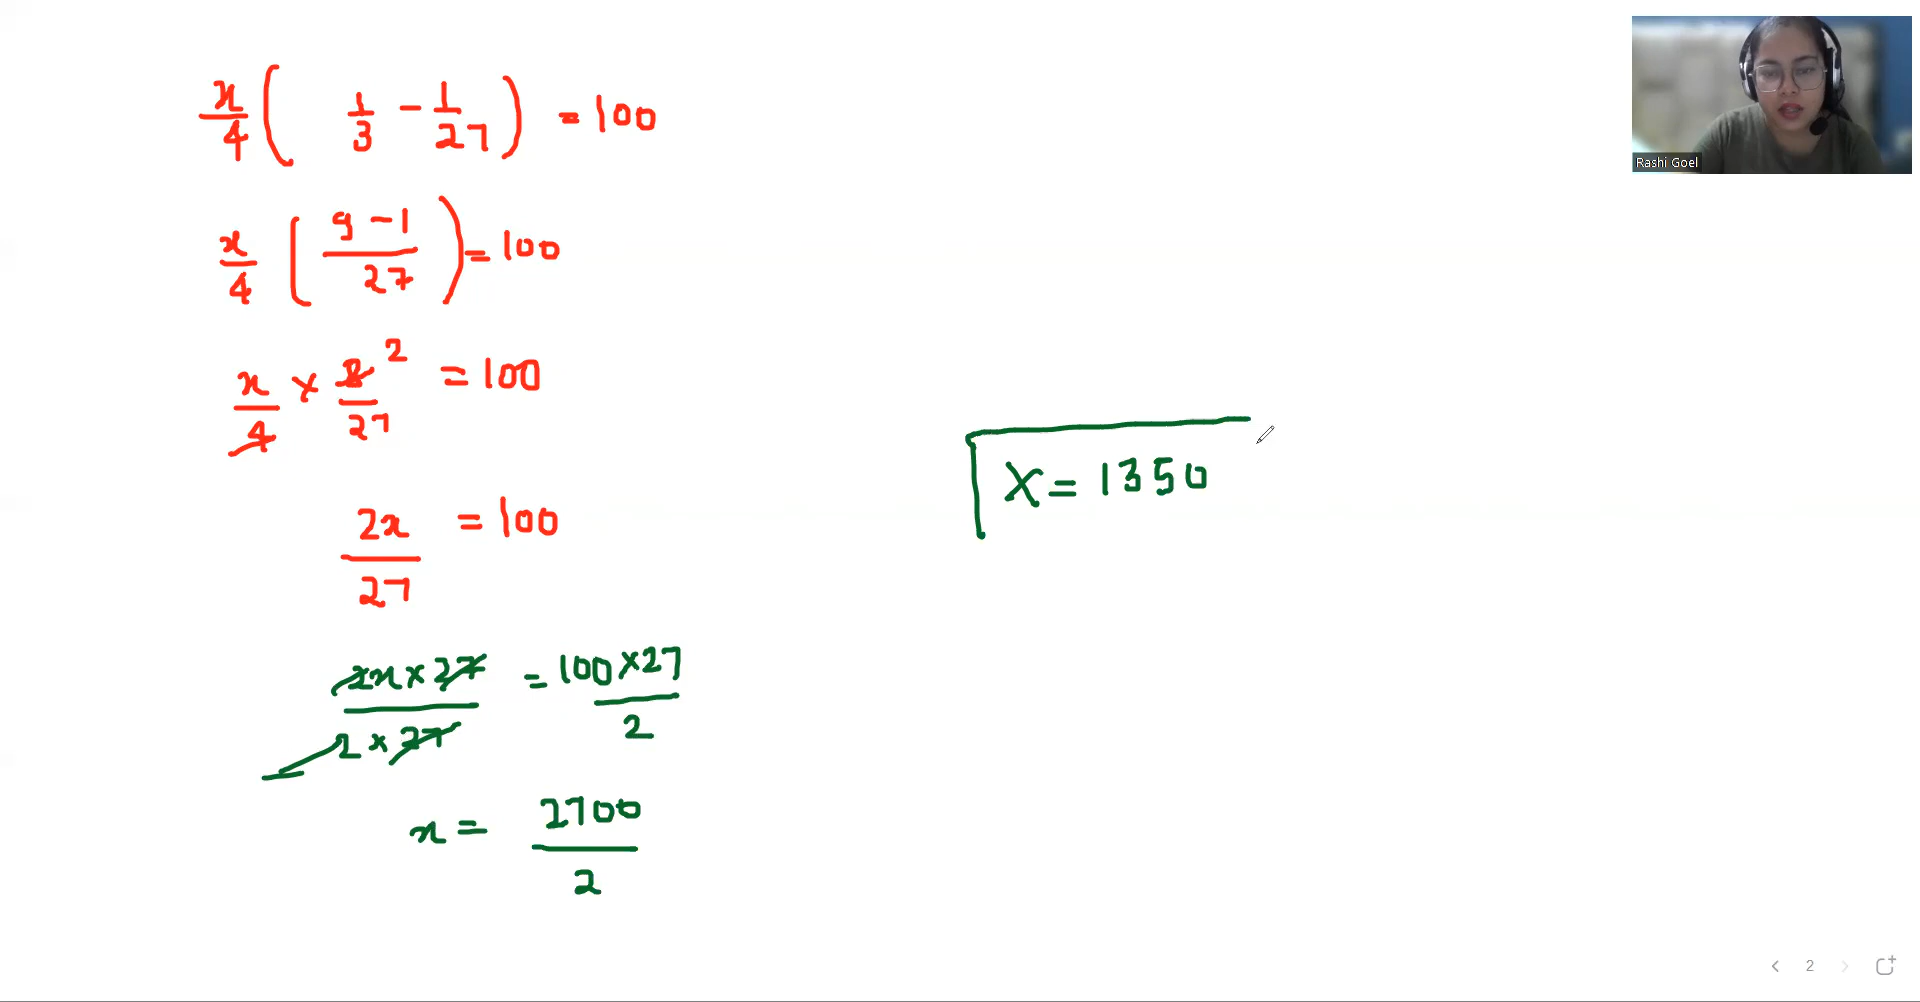 x/4 ( 1/3 - 1/27 ) = 100
x/4 ( 9-1/27 ) = 100
x/4 × 8/27 2 = 100
2x/27 = 100
2x × 27/2 × 27 = 100 × 27/2
x = 2700/2
X = 1350
Rashi Goel
2